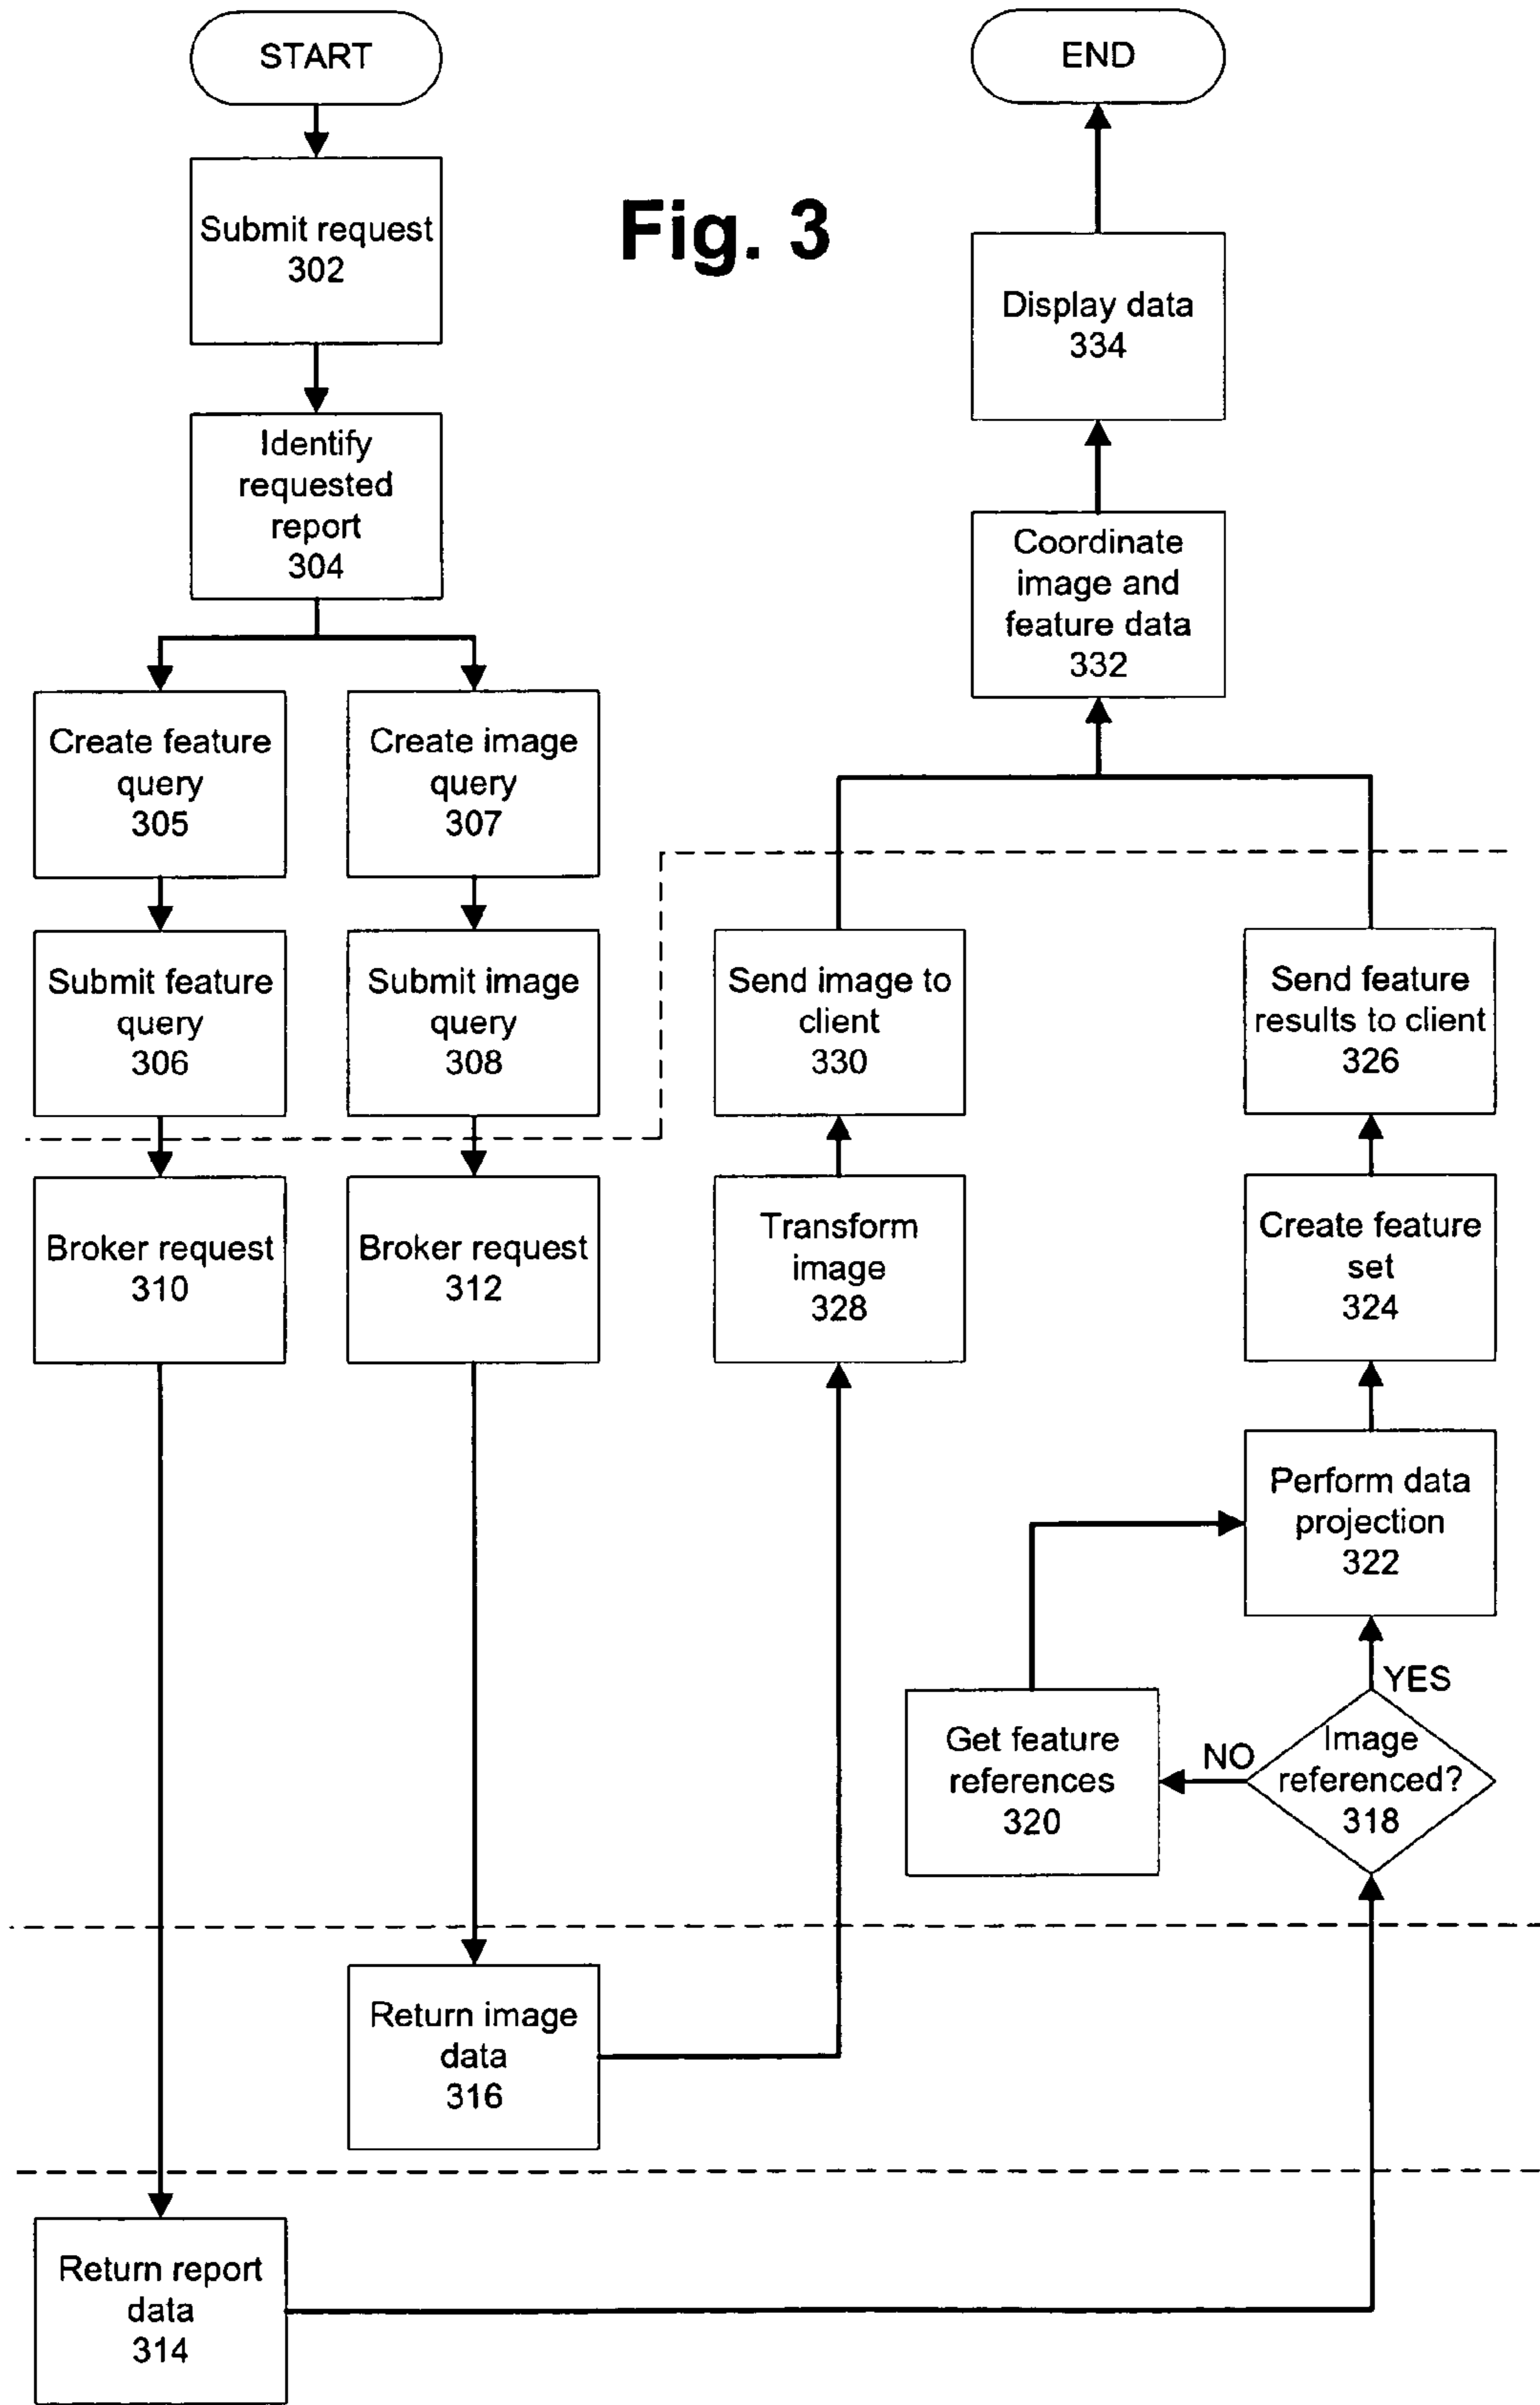 START
Submit request
302
Identify
requested
report
304
Create feature
query
305
Create image
query
307
Submit feature
query
306
Submit image
query
308
Broker request
310
Broker request
312
Return image
data
316
Return report
data
314
Fig. 3
END
Display data
334
Coordinate
image and
feature data
332
Send image to
client
330
Send feature
results to client
326
Transform
image
328
Create feature
set
324
Perform data
projection
322
YES
Get feature
references
320
NO
Image
referenced?
318